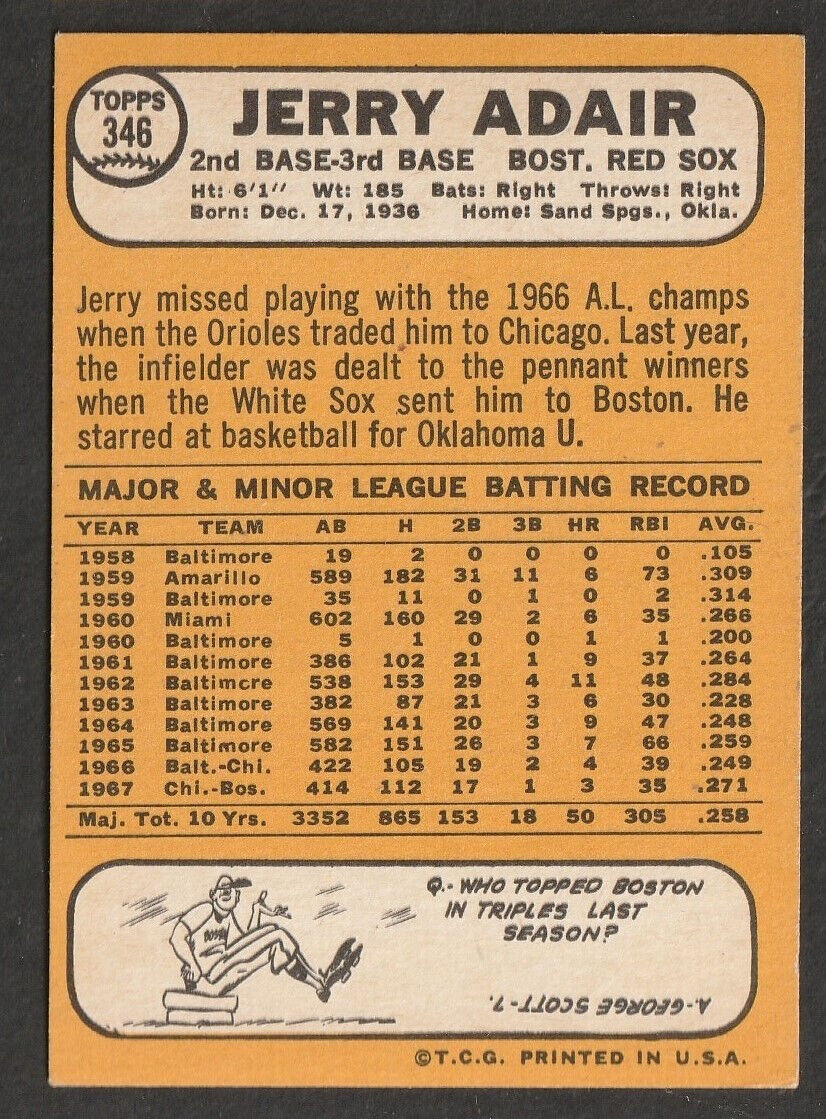 TOPPS
346
JERRY ADAIR
2nd BASE-3rd BASE BOST. RED SOX
Ht: 6'1" Wt: 185 Bats: Right Throws: Right
Born: Dec. 17, 1936 Home: Sand Spgs., Okla.
Jerry missed playing with the 1966 A.L. champs
when the Orioles traded him to Chicago. Last year,
the infielder was dealt to the pennant winners
when the White Sox sent him to Boston. He
starred at basketball for Oklahoma U.
MAJOR & MINOR LEAGUE BATTING RECORD
YEAR TEAM AB H 2B 3B HR RBI AVG.
1958 Baltimore 19 2 0 0 0 0 .105
1959 Amarillo 589 182 31 11 6 73 .309
1959 Baltimore 35 11 0 1 0 2 .314
1960 Miami 602 160 29 2 6 35 .266
1960 Baltimore 5 1 0 0 1 1 .200
1961 Baltimore 386 102 21 1 9 37 .264
1962 Baltimore 538 153 29 4 11 48 .284
1963 Baltimore 382 87 21 3 6 30 .228
1964 Baltimore 569 141 20 3 9 47 .248
1965 Baltimore 582 151 26 3 7 66 .259
1966 Balt.-Chi. 422 105 19 2 4 39 .249
1967 Chi.-Bos. 414 112 17 1 3 35 .271
Maj. Tot. 10 Yrs. 3352 865 153 18 50 305 .258
Q.- WHO TOPPED BOSTON
IN TRIPLES LAST
SEASON?
A-GEORGE SCOTT-7.
©T.C.G. PRINTED IN U.S.A.